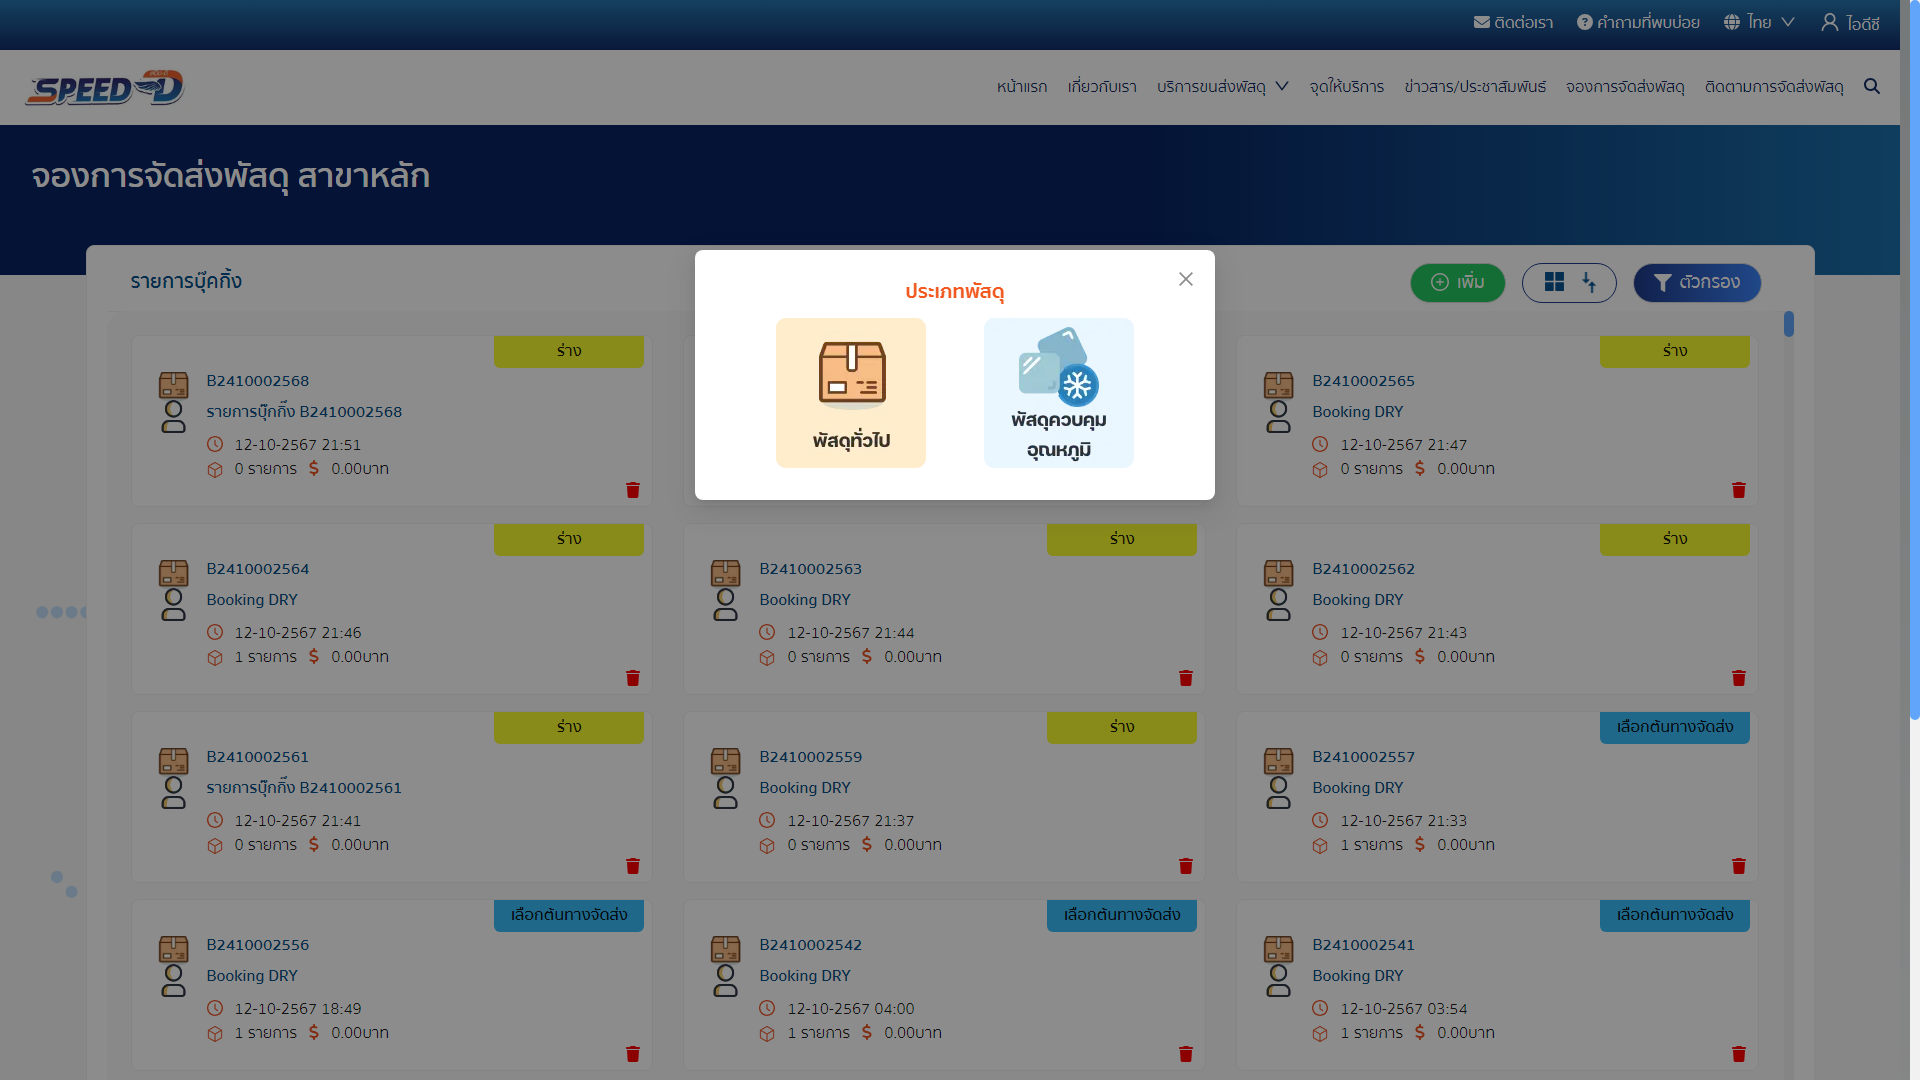 ติดต่อเรา
คำถามที่พบบ่อย
ไทย
ไอดีซี
SPEED-D
หน้าแรก
เกี่ยวกับเรา
บริการขนส่งพัสดุ
จุดให้บริการ
ข่าวสาร/ประชาสัมพันธ์
จองการจัดส่งพัสดุ
ติดตามการจัดส่งพัสดุ
จองการจัดส่งพัสดุ สาขาหลัก
รายการบุ๊คกิ้ง
เพิ่ม
ตัวกรอง
ประเภทพัสดุ
พัสดุทั่วไป
พัสดุควบคุม
อุณหภูมิ
ร่าง
B2410002568
รายการบุ๊กกิ๊ง B2410002568
12-10-2567 21:51
0 รายการ $ 0.00บาท
ร่าง
B2410002565
Booking DRY
12-10-2567 21:47
0 รายการ $ 0.00บาท
ร่าง
B2410002564
Booking DRY
12-10-2567 21:46
1 รายการ $ 0.00บาท
ร่าง
B2410002563
Booking DRY
12-10-2567 21:44
0 รายการ $ 0.00บาท
ร่าง
B2410002562
Booking DRY
12-10-2567 21:43
0 รายการ $ 0.00บาท
ร่าง
B2410002561
รายการบุ๊กกิ๊ง B2410002561
12-10-2567 21:41
0 รายการ $ 0.00บาท
ร่าง
B2410002559
Booking DRY
12-10-2567 21:37
0 รายการ $ 0.00บาท
เลือกต้นทางจัดส่ง
B2410002557
Booking DRY
12-10-2567 21:33
1 รายการ $ 0.00บาท
เลือกต้นทางจัดส่ง
B2410002556
Booking DRY
12-10-2567 18:49
1 รายการ $ 0.00บาท
เลือกต้นทางจัดส่ง
B2410002542
Booking DRY
12-10-2567 04:00
1 รายการ $ 0.00บาท
เลือกต้นทางจัดส่ง
B2410002541
Booking DRY
12-10-2567 03:54
1 รายการ $ 0.00บาท